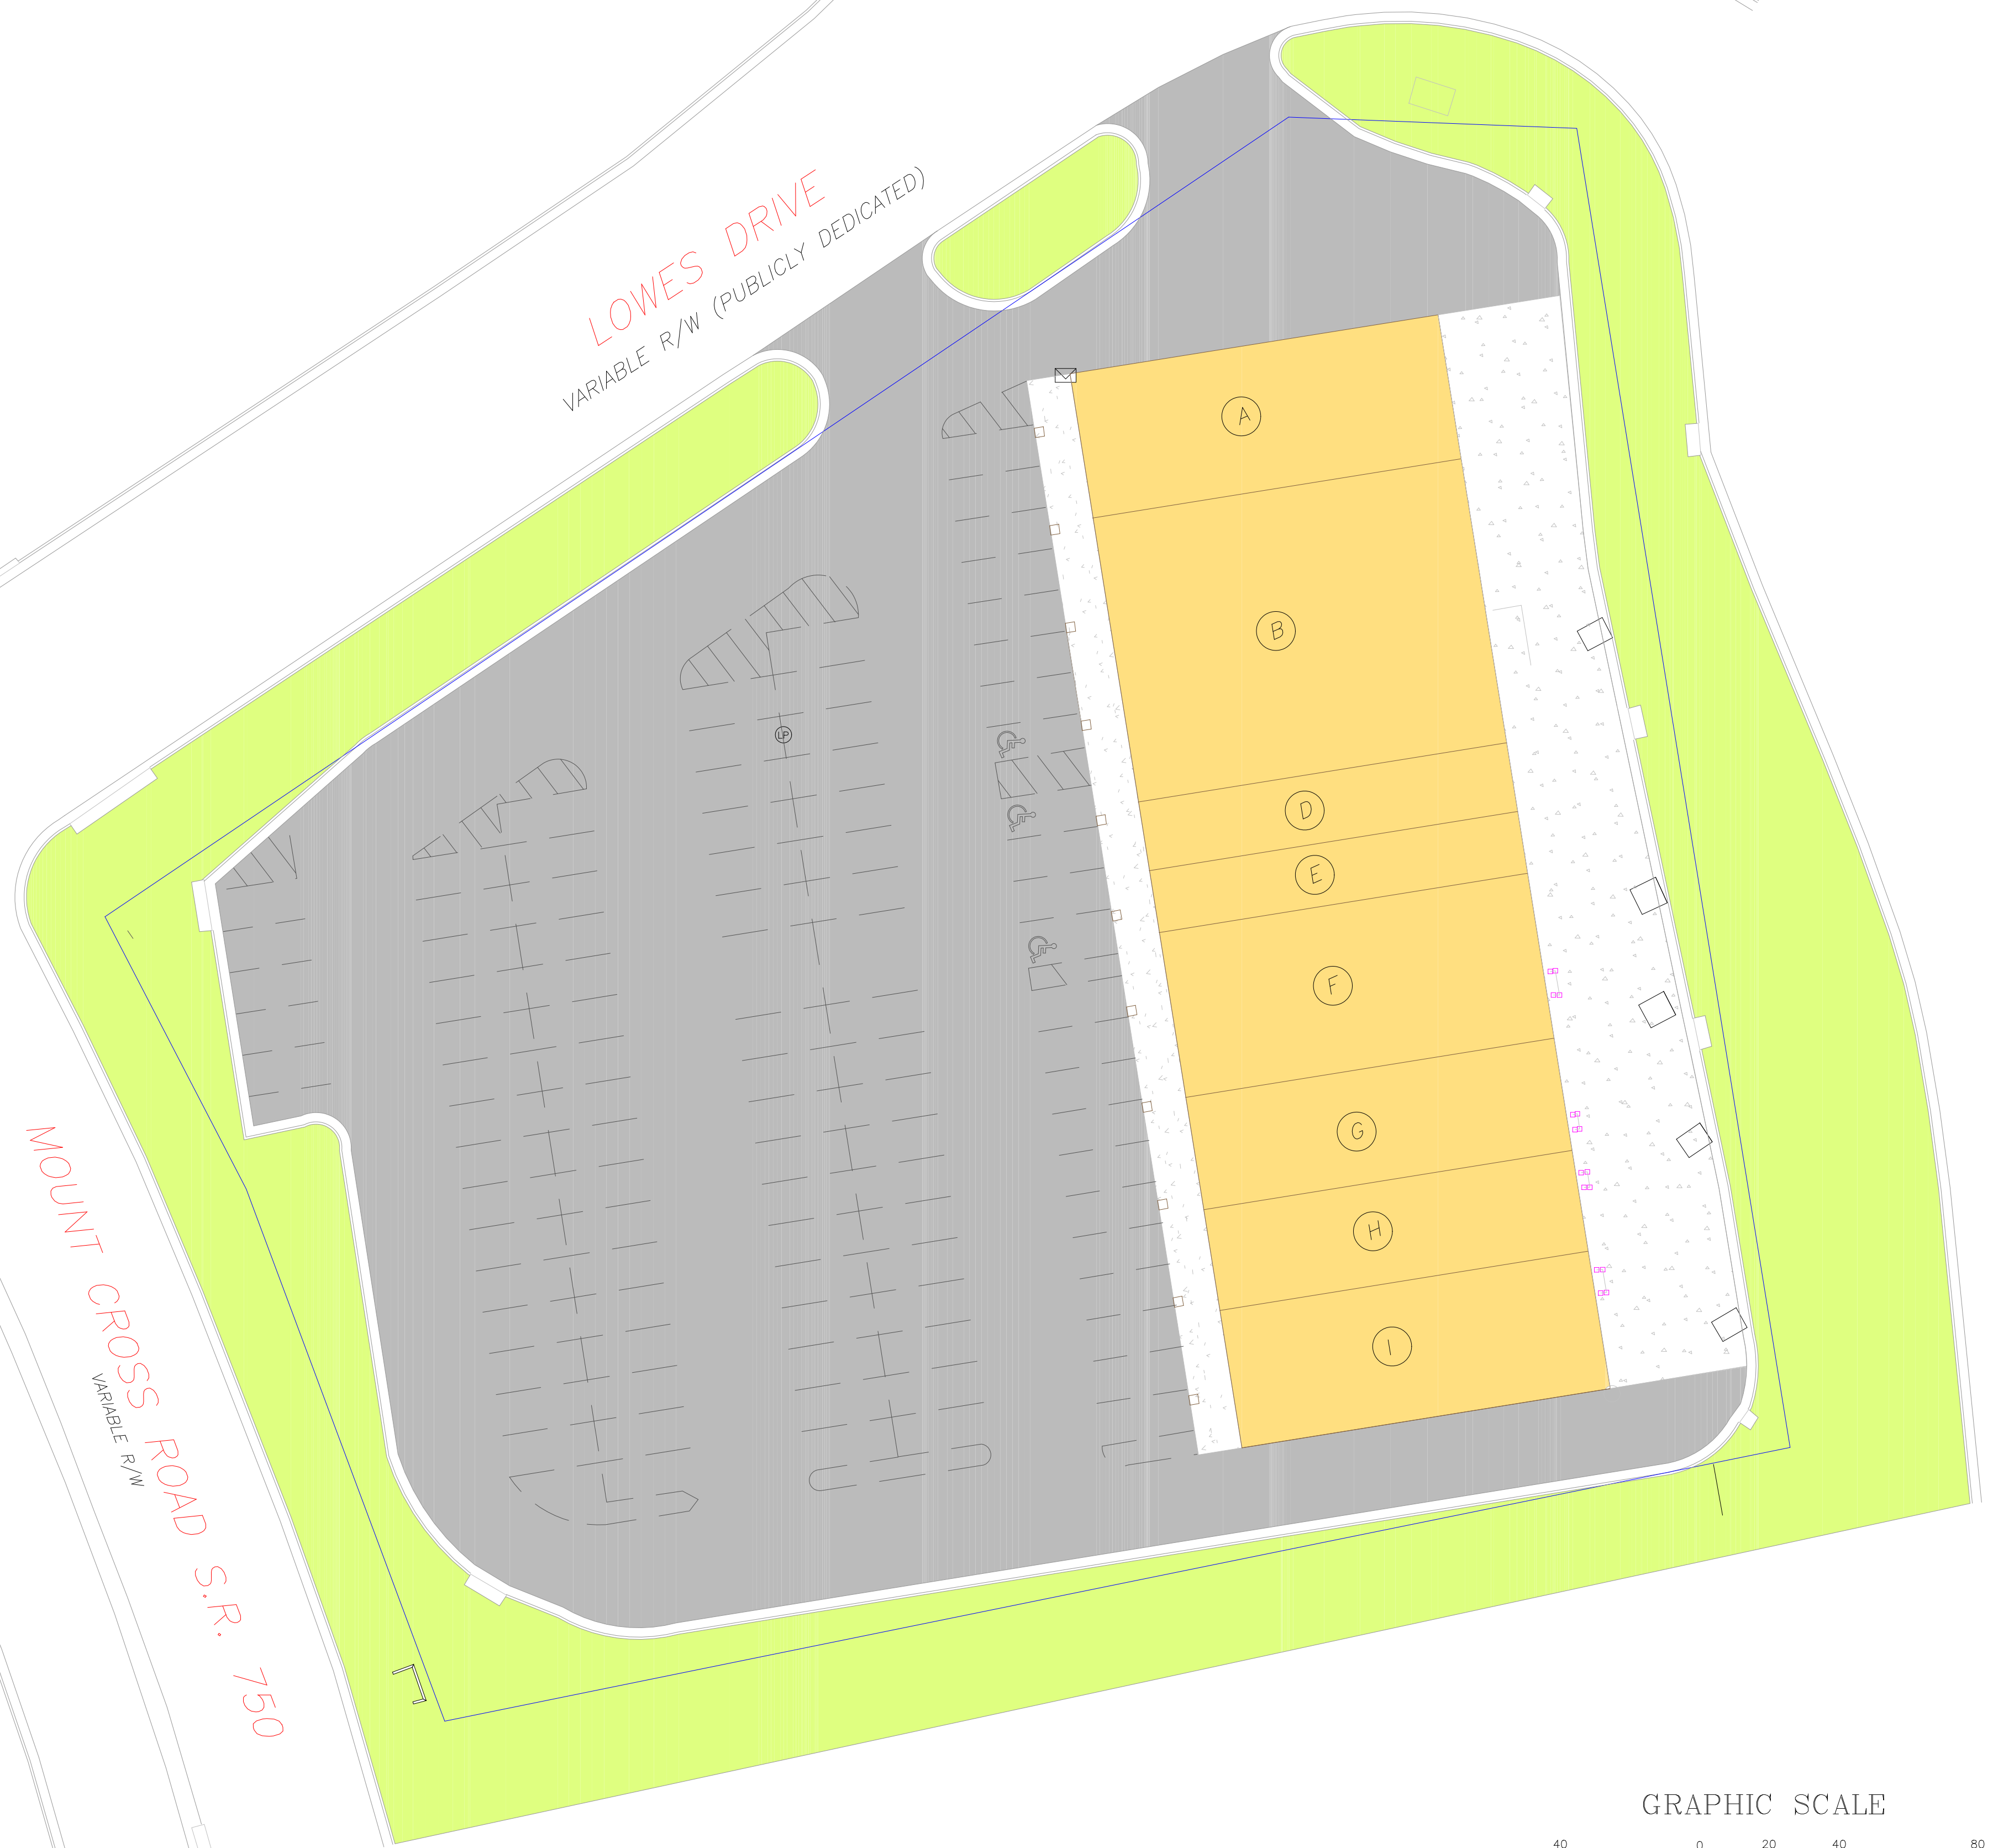 LOWES DRIVE
VARIABLE R/W (PUBLICLY DEDICATED)
A
B
LP
D
E
F
G
H
I
MOUNT CROSS ROAD S.R. 750
VARIABLE R/W
GRAPHIC SCALE
40 0 20 40 80